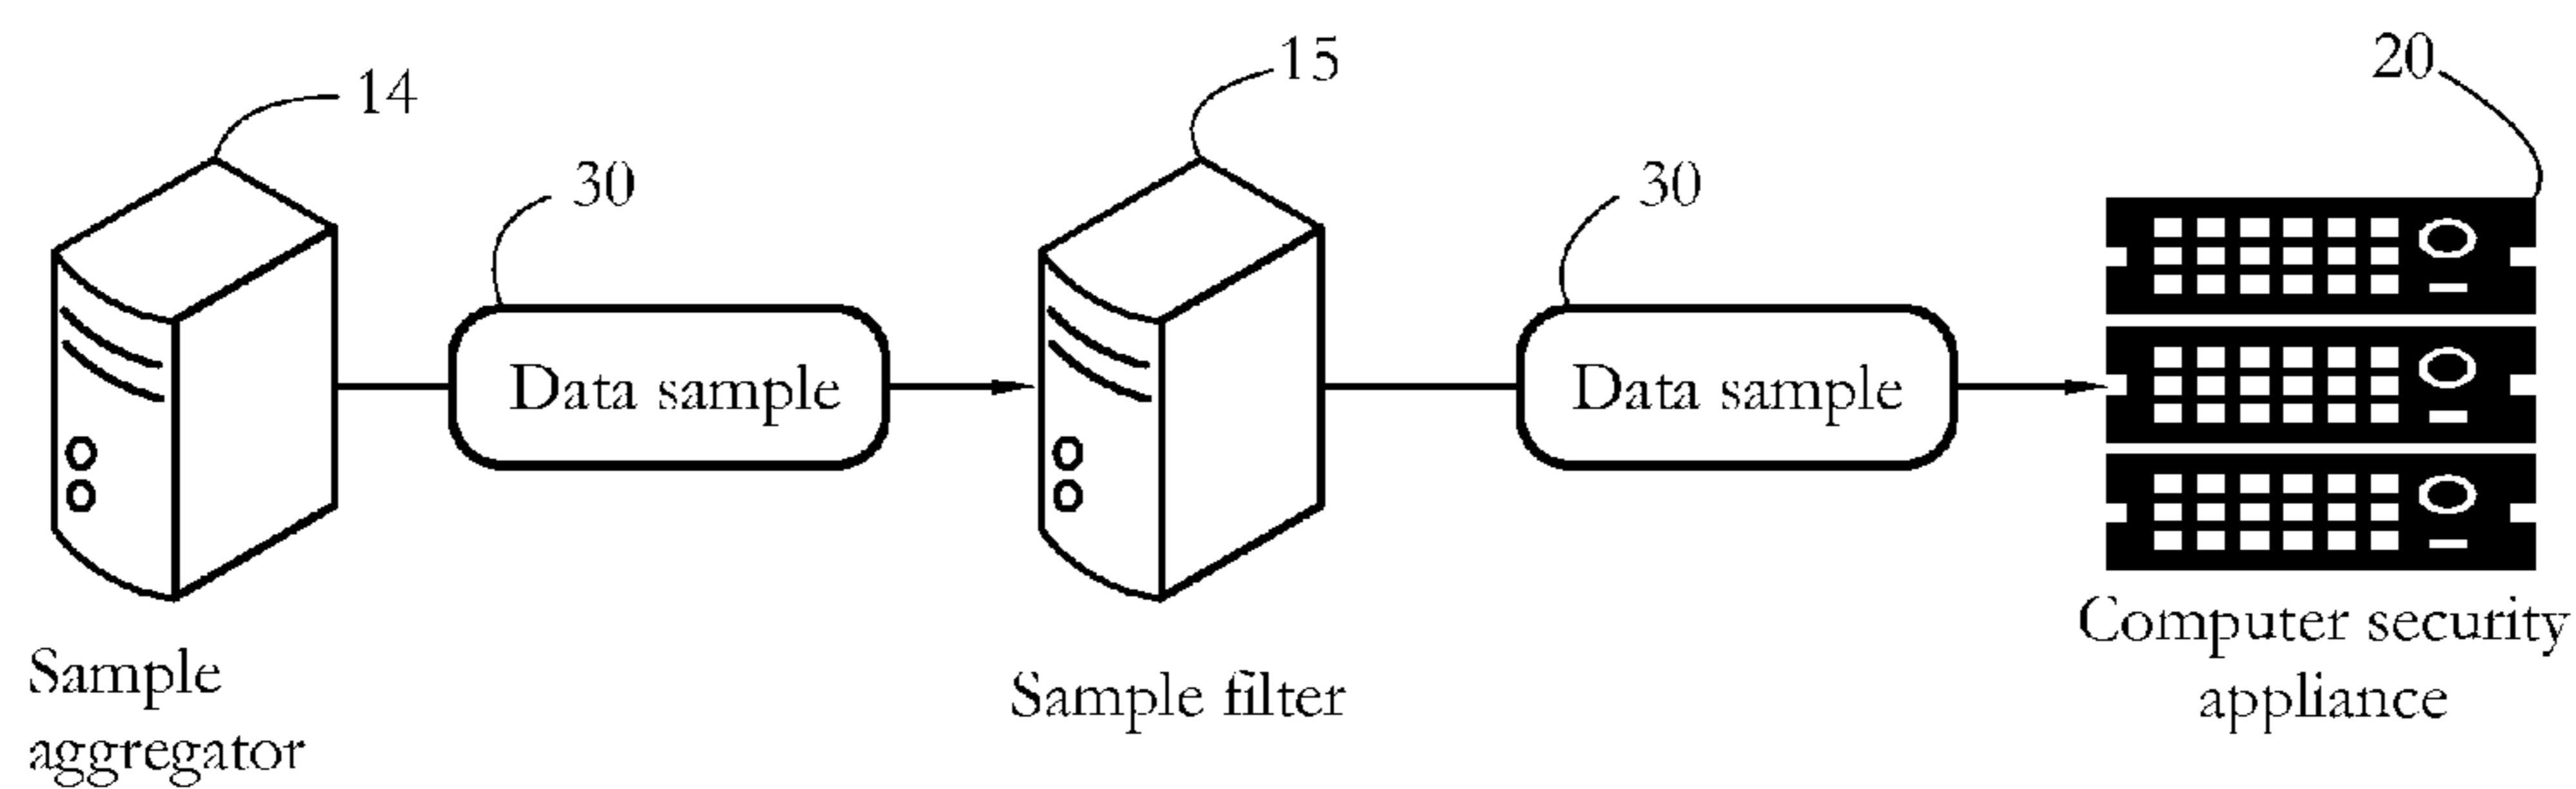 14
15
20
30
30
Data sample
Data sample
Sample
aggregator
Sample filter
Computer security
appliance